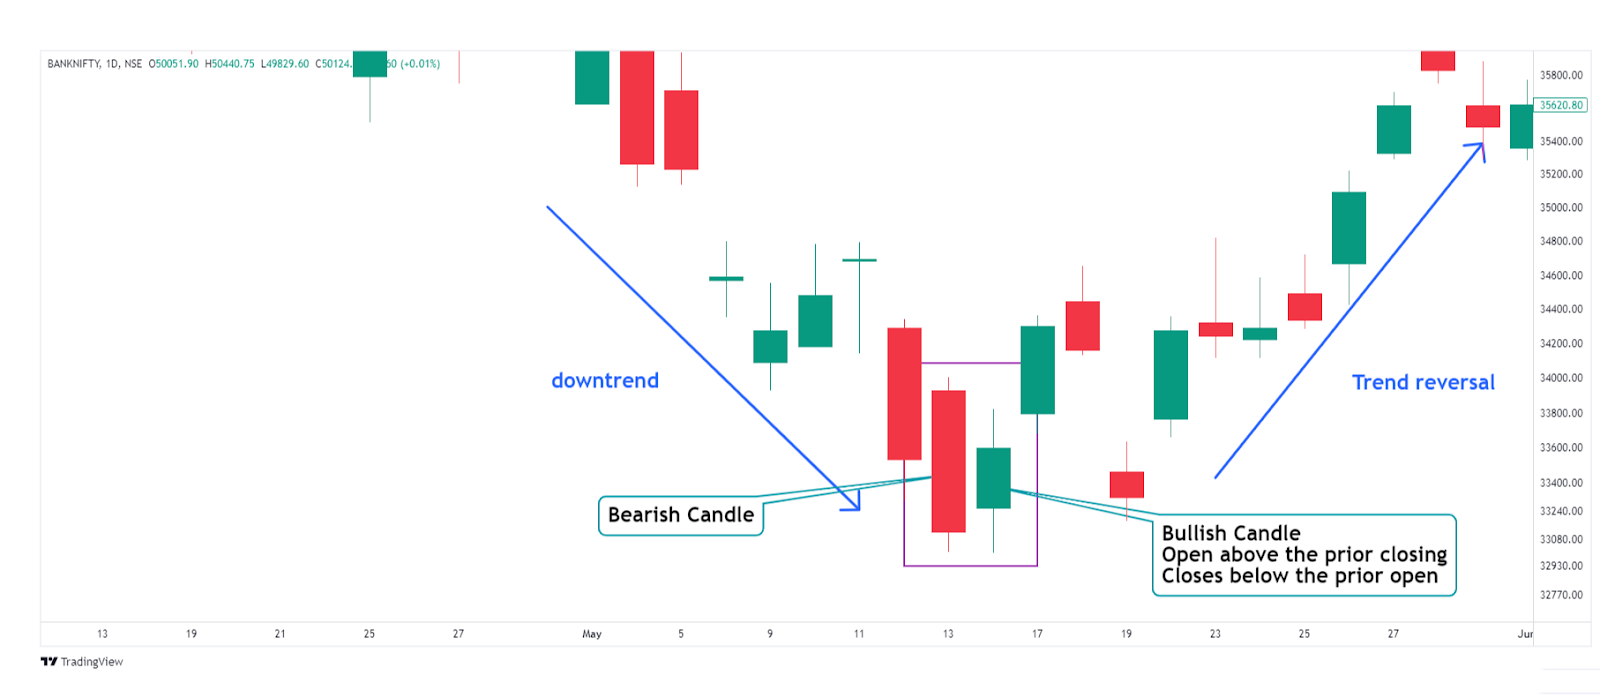 BANKNIFTY, 1D, NSE O50051.90 H50440.75 L49829.60 C50124. 60 (+0.01%)
35800.00
35620.80
35400.00
35200.00
35000.00
34800.00
34600.00
34400.00
34200.00
34000.00
33800.00
33600.00
33400.00
33240.00
33080.00
32930.00
32770.00
downtrend
Trend reversal
Bearish Candle
Bullish Candle
Open above the prior closing
Closes below the prior open
13 19 21 25 27 May 5 9 11 13 17 19 23 25 27 Jun
TradingView